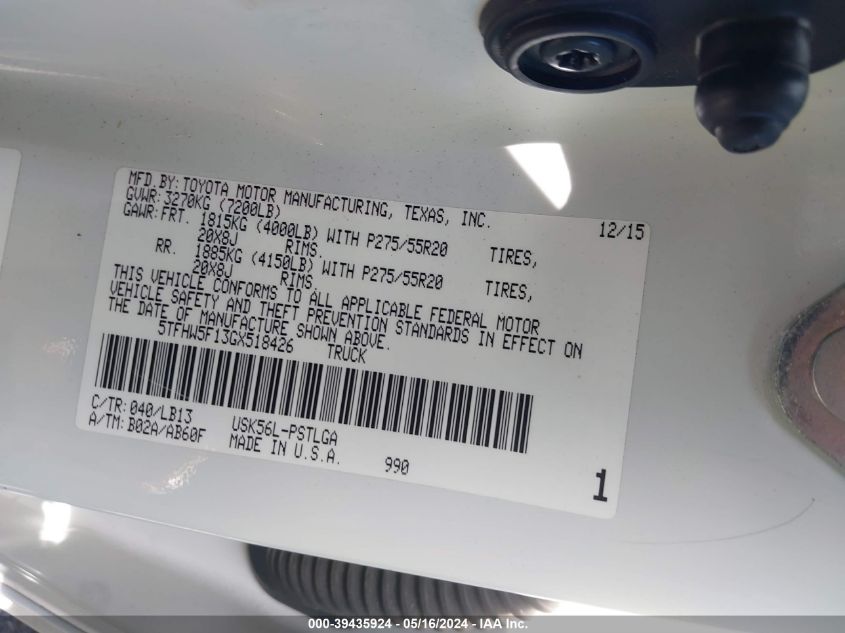 MFD. BY: TOYOTA MOTOR MANUFACTURING, TEXAS, INC. 12/15
GVWR: 3270KG (7200LB)
GAWR: FRT. 1815KG (4000LB) WITH P275/55R20 TIRES,
20X8J RIMS.
RR. 1885KG (4150LB) WITH P275/55R20 TIRES,
20X8J RIMS.
THIS VEHICLE CONFORMS TO ALL APPLICABLE FEDERAL MOTOR
VEHICLE SAFETY AND THEFT PREVENTION STANDARDS IN EFFECT ON
THE DATE OF MANUFACTURE SHOWN ABOVE.
5TFHW5F13GX518426 TRUCK
C/TR: 040/LB13 USK56L-PSTLGA
A/TM: B02A/AB60F MADE IN U.S.A. 990
1
000-39435924 - 05/16/2024 - IAA Inc.